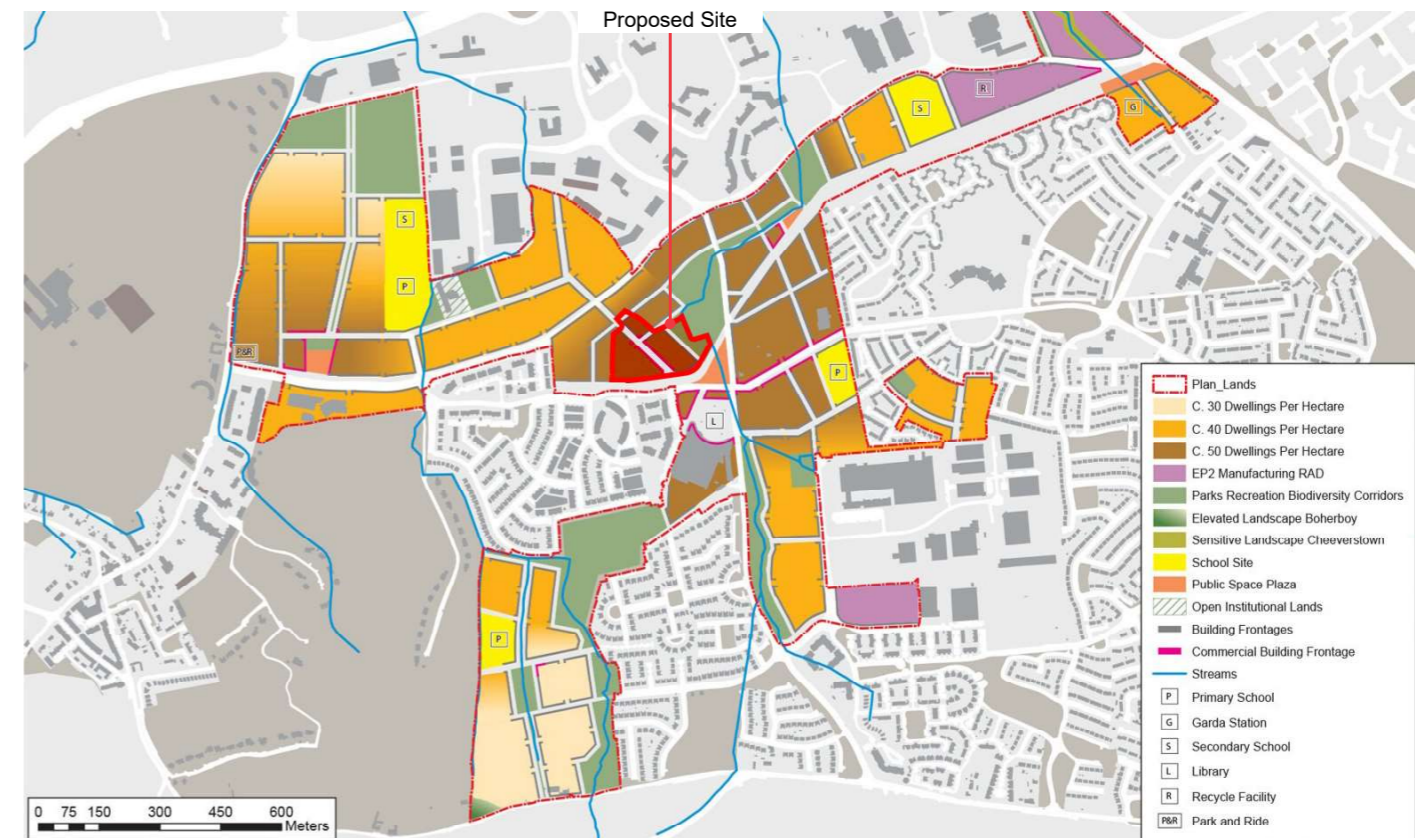 Proposed Site
R
S
G
S
P
P&R
P
L
P
Plan_Lands
C. 30 Dwellings Per Hectare
C. 40 Dwellings Per Hectare
C. 50 Dwellings Per Hectare
EP2 Manufacturing RAD
Parks Recreation Biodiversity Corridors
Elevated Landscape Boherboy
Sensitive Landscape Cheeverstown
School Site
Public Space Plaza
Open Institutional Lands
Building Frontages
Commercial Building Frontage
Streams
P Primary School
G Garda Station
S Secondary School
L Library
R Recycle Facility
P&R Park and Ride
0 75 150 300 450 600
Meters